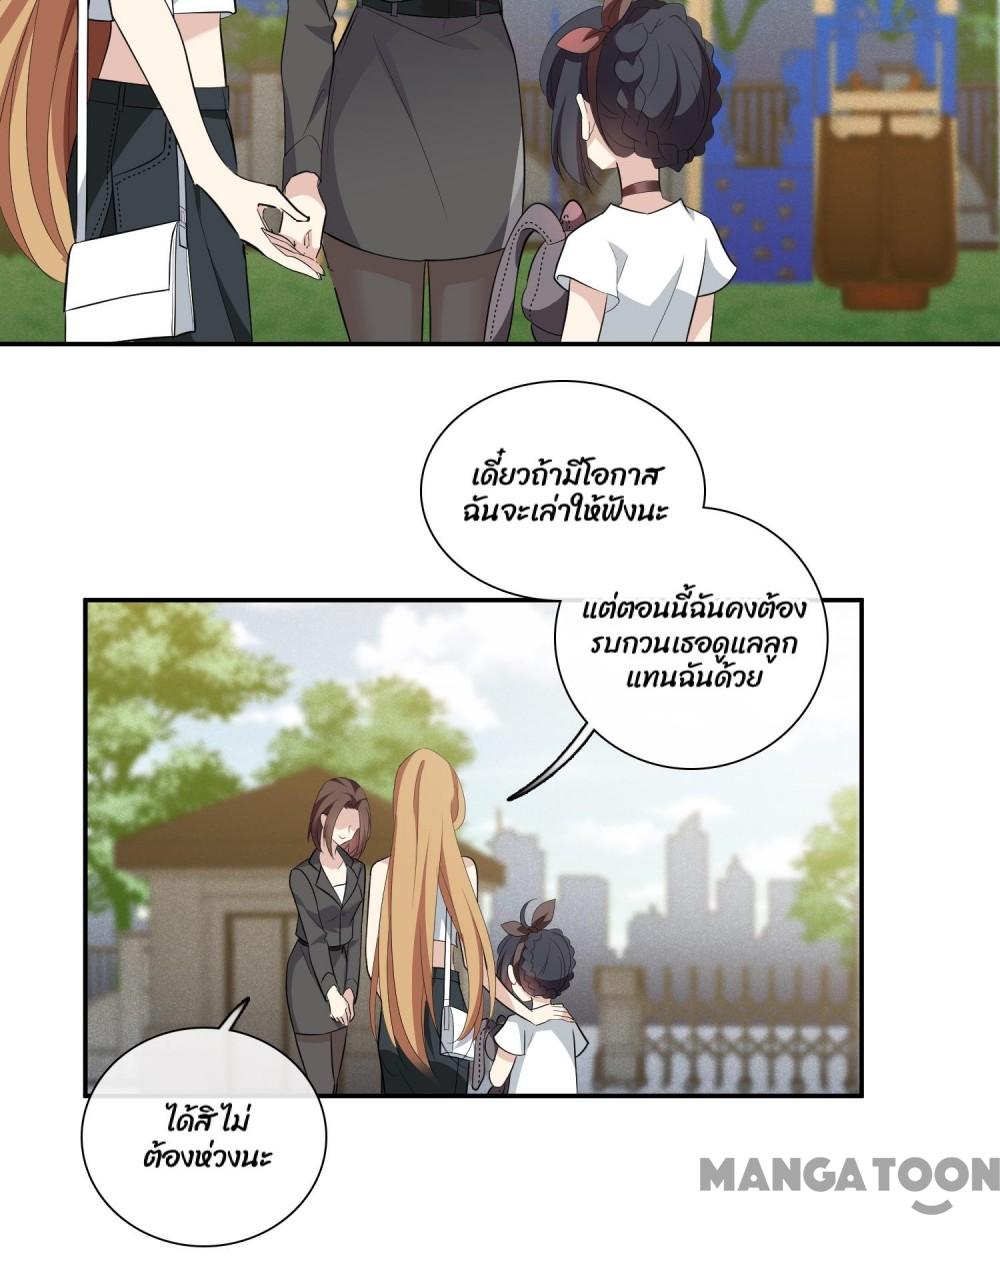 เดี๋ยวถ้ามีโอกาส
ฉันจะเล่าให้ฟังนะ
แต่ตอนนี้ฉันคงต้อง
รบกวนเธอดูแลลูก
แทนฉันด้วย
ได้สิ ไม่
ต้องห่วงนะ
MANGA TOON